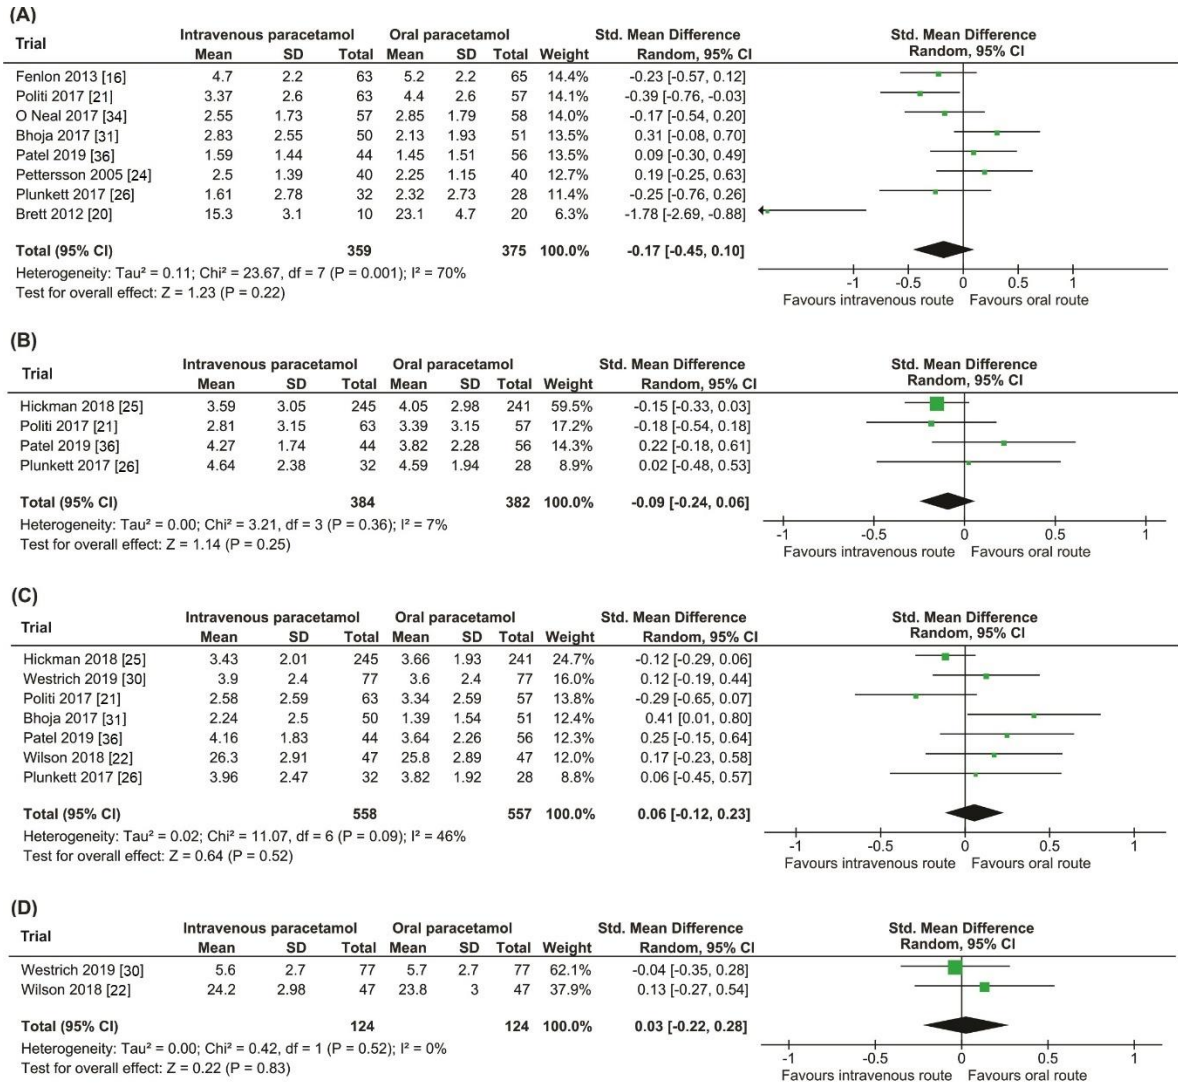 (A)
Intravenous paracetamol Oral paracetamol Std. Mean Difference Std. Mean Difference
Trial Mean SD Total Mean SD Total Weight Random, 95% CI Random, 95% CI
Fenlon 2013 [16] 4.7 2.2 63 5.2 2.2 65 14.4% -0.23 [-0.57, 0.12]
Politi 2017 [21] 3.37 2.6 63 4.4 2.6 57 14.1% -0.39 [-0.76, -0.03]
O Neal 2017 [34] 2.55 1.73 57 2.85 1.79 58 14.0% -0.17 [-0.54, 0.20]
Bhoja 2017 [31] 2.83 2.55 50 2.13 1.93 51 13.5% 0.31 [-0.08, 0.70]
Patel 2019 [36] 1.59 1.44 44 1.45 1.51 56 13.5% 0.09 [-0.30, 0.49]
Pettersson 2005 [24] 2.5 1.39 40 2.25 1.15 40 12.7% 0.19 [-0.25, 0.63]
Plunkett 2017 [26] 1.61 2.78 32 2.32 2.73 28 11.4% -0.25 [-0.76, 0.26]
Brett 2012 [20] 15.3 3.1 10 23.1 4.7 20 6.3% -1.78 [-2.69, -0.88]
Total (95% CI) 359 375 100.0% -0.17 [-0.45, 0.10]
Heterogeneity: Tau² = 0.11; Chi² = 23.67, df = 7 (P = 0.001); I² = 70%
Test for overall effect: Z = 1.23 (P = 0.22)
-1 -0.5 0 0.5 1
Favours intravenous route Favours oral route
(B)
Intravenous paracetamol Oral paracetamol Std. Mean Difference Std. Mean Difference
Trial Mean SD Total Mean SD Total Weight Random, 95% CI Random, 95% CI
Hickman 2018 [25] 3.59 3.05 245 4.05 2.98 241 59.5% -0.15 [-0.33, 0.03]
Politi 2017 [21] 2.81 3.15 63 3.39 3.15 57 17.2% -0.18 [-0.54, 0.18]
Patel 2019 [36] 4.27 1.74 44 3.82 2.28 56 14.3% 0.22 [-0.18, 0.61]
Plunkett 2017 [26] 4.64 2.38 32 4.59 1.94 28 8.9% 0.02 [-0.48, 0.53]
Total (95% CI) 384 382 100.0% -0.09 [-0.24, 0.06]
Heterogeneity: Tau² = 0.00; Chi² = 3.21, df = 3 (P = 0.36); I² = 7%
Test for overall effect: Z = 1.14 (P = 0.25)
-1 -0.5 0 0.5 1
Favours intravenous route Favours oral route
(C)
Intravenous paracetamol Oral paracetamol Std. Mean Difference Std. Mean Difference
Trial Mean SD Total Mean SD Total Weight Random, 95% CI Random, 95% CI
Hickman 2018 [25] 3.43 2.01 245 3.66 1.93 241 24.7% -0.12 [-0.29, 0.06]
Westrich 2019 [30] 3.9 2.4 77 3.6 2.4 77 16.0% 0.12 [-0.19, 0.44]
Politi 2017 [21] 2.58 2.59 63 3.34 2.59 57 13.8% -0.29 [-0.65, 0.07]
Bhoja 2017 [31] 2.24 2.5 50 1.39 1.54 51 12.4% 0.41 [0.01, 0.80]
Patel 2019 [36] 4.16 1.83 44 3.64 2.26 56 12.3% 0.25 [-0.15, 0.64]
Wilson 2018 [22] 26.3 2.91 47 25.8 2.89 47 12.0% 0.17 [-0.23, 0.58]
Plunkett 2017 [26] 3.96 2.47 32 3.82 1.92 28 8.8% 0.06 [-0.45, 0.57]
Total (95% CI) 558 557 100.0% 0.06 [-0.12, 0.23]
Heterogeneity: Tau² = 0.02; Chi² = 11.07, df = 6 (P = 0.09); I² = 46%
Test for overall effect: Z = 0.64 (P = 0.52)
-1 -0.5 0 0.5 1
Favours intravenous route Favours oral route
(D)
Intravenous paracetamol Oral paracetamol Std. Mean Difference Std. Mean Difference
Trial Mean SD Total Mean SD Total Weight Random, 95% CI Random, 95% CI
Westrich 2019 [30] 5.6 2.7 77 5.7 2.7 77 62.1% -0.04 [-0.35, 0.28]
Wilson 2018 [22] 24.2 2.98 47 23.8 3 47 37.9% 0.13 [-0.27, 0.54]
Total (95% CI) 124 124 100.0% 0.03 [-0.22, 0.28]
Heterogeneity: Tau² = 0.00; Chi² = 0.42, df = 1 (P = 0.52); I² = 0%
Test for overall effect: Z = 0.22 (P = 0.83)
-1 -0.5 0 0.5 1
Favours intravenous route Favours oral route